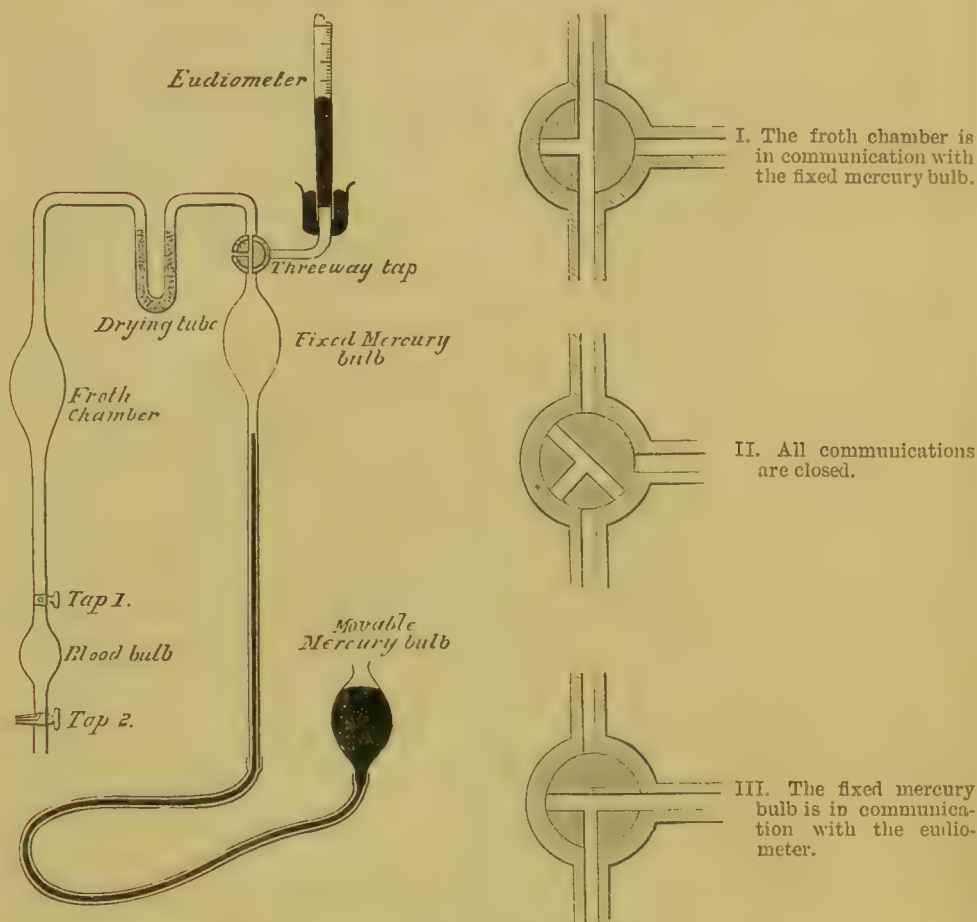 Eudiometer
I. The froth chamber is
in communication with
the fixed mercury bulb.
Threeway tap
Drying tube
Fixed Mercury
bulb
Froth
Chamber
II. All communications
are closed.
Tap 1.
Blood bulb
Movable
Mercury bulb
Tap 2.
III. The fixed mercury
bulb is in communica-
tion with the eudio-
meter.